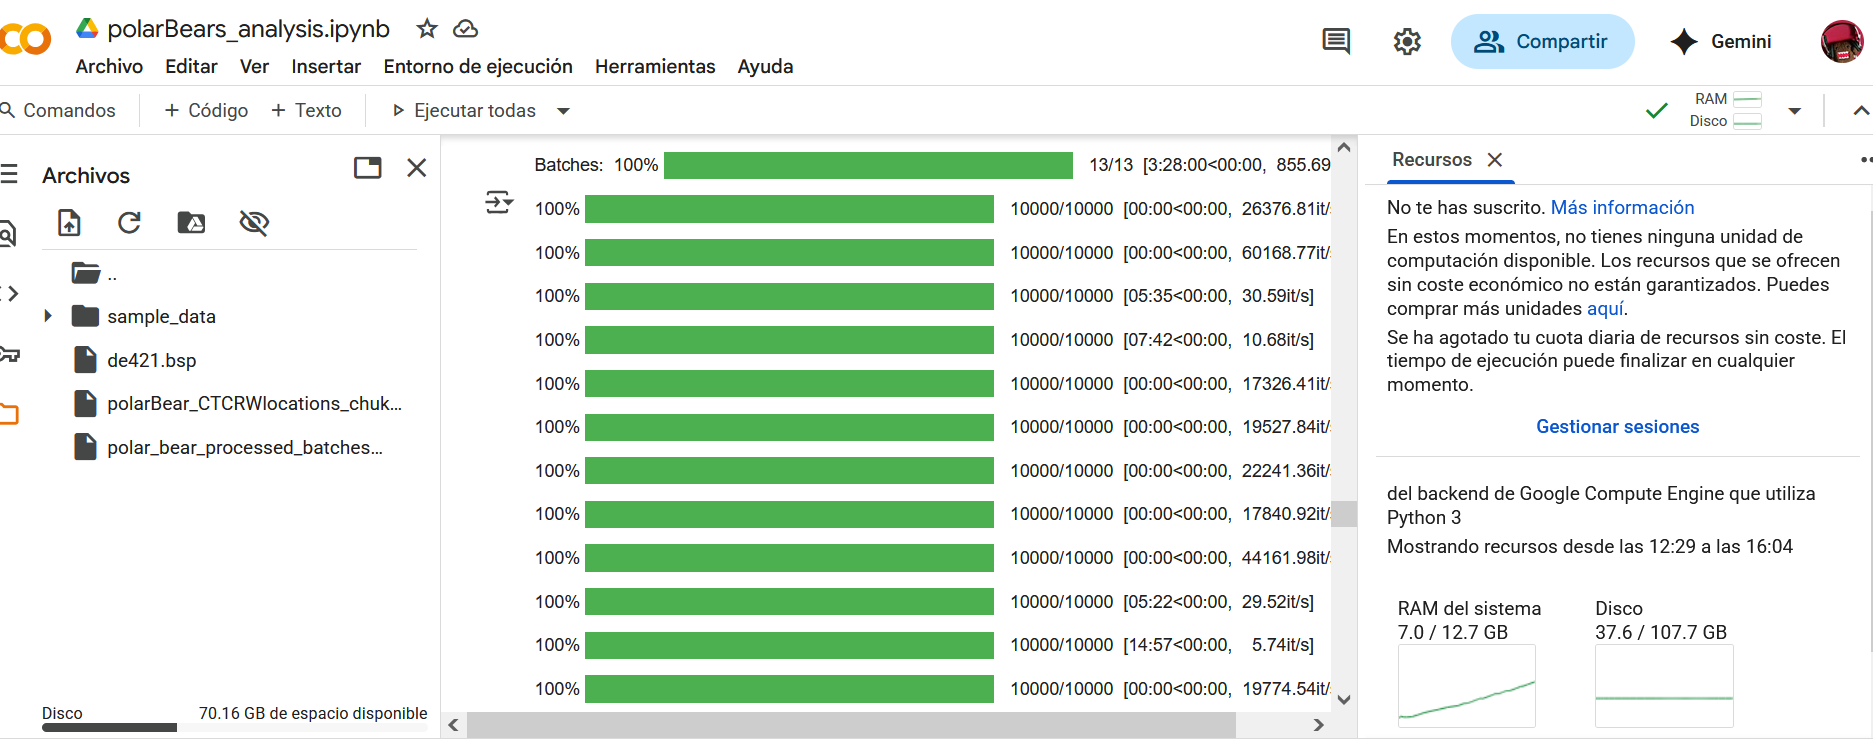 polarBears_analysis.ipynb
Archivo Editar Ver Insertar Entorno de ejecución Herramientas Ayuda
Compartir
Gemini
Comandos + Código + Texto Ejecutar todas
RAM
Disco
Archivos
..
sample_data
de421.bsp
polarBear_CTCRWlocations_chuk...
polar_bear_processed_batches...
Disco 70.16 GB de espacio disponible
Batches: 100% 13/13 [3:28:00<00:00, 855.69
100% 10000/10000 [00:00<00:00, 26376.81it/s
100% 10000/10000 [00:00<00:00, 60168.77it/
100% 10000/10000 [05:35<00:00, 30.59it/s]
100% 10000/10000 [07:42<00:00, 10.68it/s]
100% 10000/10000 [00:00<00:00, 17326.41it/
100% 10000/10000 [00:00<00:00, 19527.84it/
100% 10000/10000 [00:00<00:00, 22241.36it/
100% 10000/10000 [00:00<00:00, 17840.92it/
100% 10000/10000 [00:00<00:00, 44161.98it/
100% 10000/10000 [05:22<00:00, 29.52it/s]
100% 10000/10000 [14:57<00:00, 5.74it/s]
100% 10000/10000 [00:00<00:00, 19774.54it/
Recursos
No te has suscrito. Más información
En estos momentos, no tienes ninguna unidad de
computación disponible. Los recursos que se ofrecen
sin coste económico no están garantizados. Puedes
comprar más unidades aquí.
Se ha agotado tu cuota diaria de recursos sin coste. El
tiempo de ejecución puede finalizar en cualquier
momento.
Gestionar sesiones
del backend de Google Compute Engine que utiliza
Python 3
Mostrando recursos desde las 12:29 a las 16:04
RAM del sistema
7.0 / 12.7 GB
Disco
37.6 / 107.7 GB